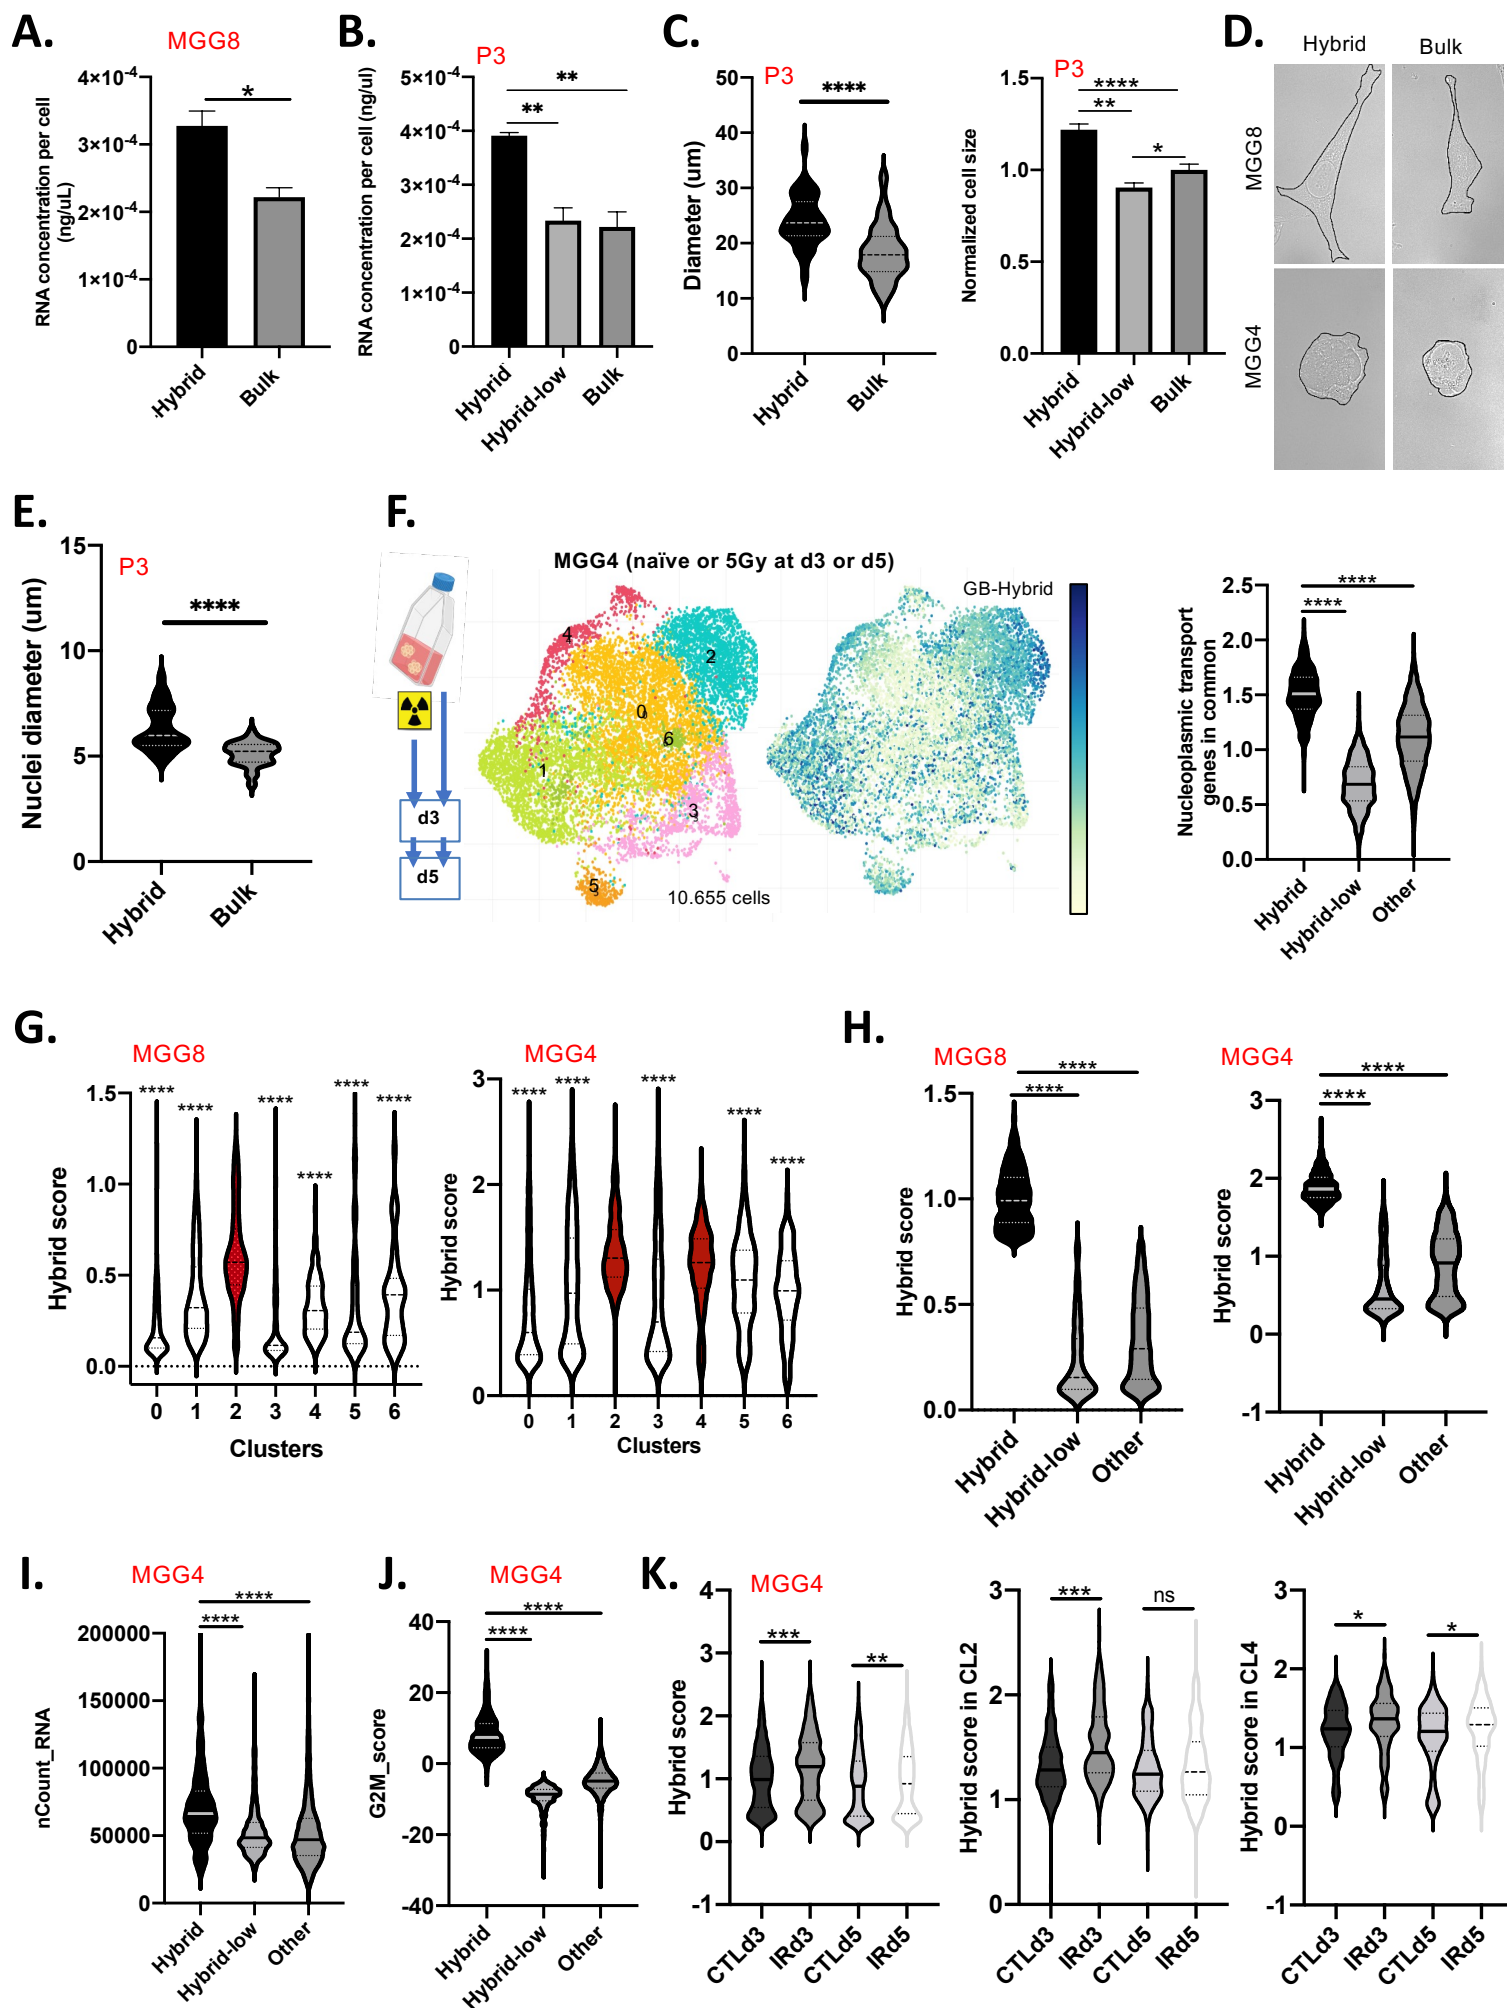 A.
MGG8
RNA concentration per cell
(ng/uL)
4×10-4
3×10-4
2×10-4
1×10-4
0
*
Hybrid
Bulk
B.
P3
RNA concentration per cell (ng/ul)
5×10-4
4×10-4
3×10-4
2×10-4
1×10-4
0
**
**
Hybrid
Hybrid-low
Bulk
C.
P3
Diameter (um)
50
40
30
20
10
0
****
Hybrid
Bulk
P3
Normalized cell size
1.5
1.0
0.5
0.0
****
**
*
Hybrid
Hybrid-low
Bulk
D.
Hybrid
Bulk
MGG8
MGG4
E.
P3
Nuclei diameter (um)
15
10
5
0
****
Hybrid
Bulk
F.
MGG4 (naïve or 5Gy at d3 or d5)
d3
d5
4
2
0
6
1
3
5
10.655 cells
GB-Hybrid
Nucleoplasmic transport
genes in common
2.5
2.0
1.5
1.0
0.5
0.0
****
****
Hybrid
Hybrid-low
Other
G.
MGG8
Hybrid score
1.5
1.0
0.5
0.0
****
****
****
****
****
****
0 1 2 3 4 5 6
Clusters
MGG4
Hybrid score
3
2
1
0
****
****
****
****
****
0 1 2 3 4 5 6
Clusters
H.
MGG8
Hybrid score
1.5
1.0
0.5
0.0
****
****
Hybrid
Hybrid-low
Other
MGG4
Hybrid score
3
2
1
0
-1
****
****
Hybrid
Hybrid-low
Other
I.
MGG4
nCount_RNA
200000
150000
100000
50000
0
****
****
Hybrid
Hybrid-low
Other
J.
MGG4
G2M_score
40
20
0
-20
-40
****
****
Hybrid
Hybrid-low
Other
K.
MGG4
Hybrid score
4
3
2
1
0
-1
***
**
CTLd3
IRd3
CTLd5
IRd5
Hybrid score in CL2
3
2
1
0
***
ns
CTLd3
IRd3
CTLd5
IRd5
Hybrid score in CL4
3
2
1
0
-1
*
*
CTLd3
IRd3
CTLd5
IRd5